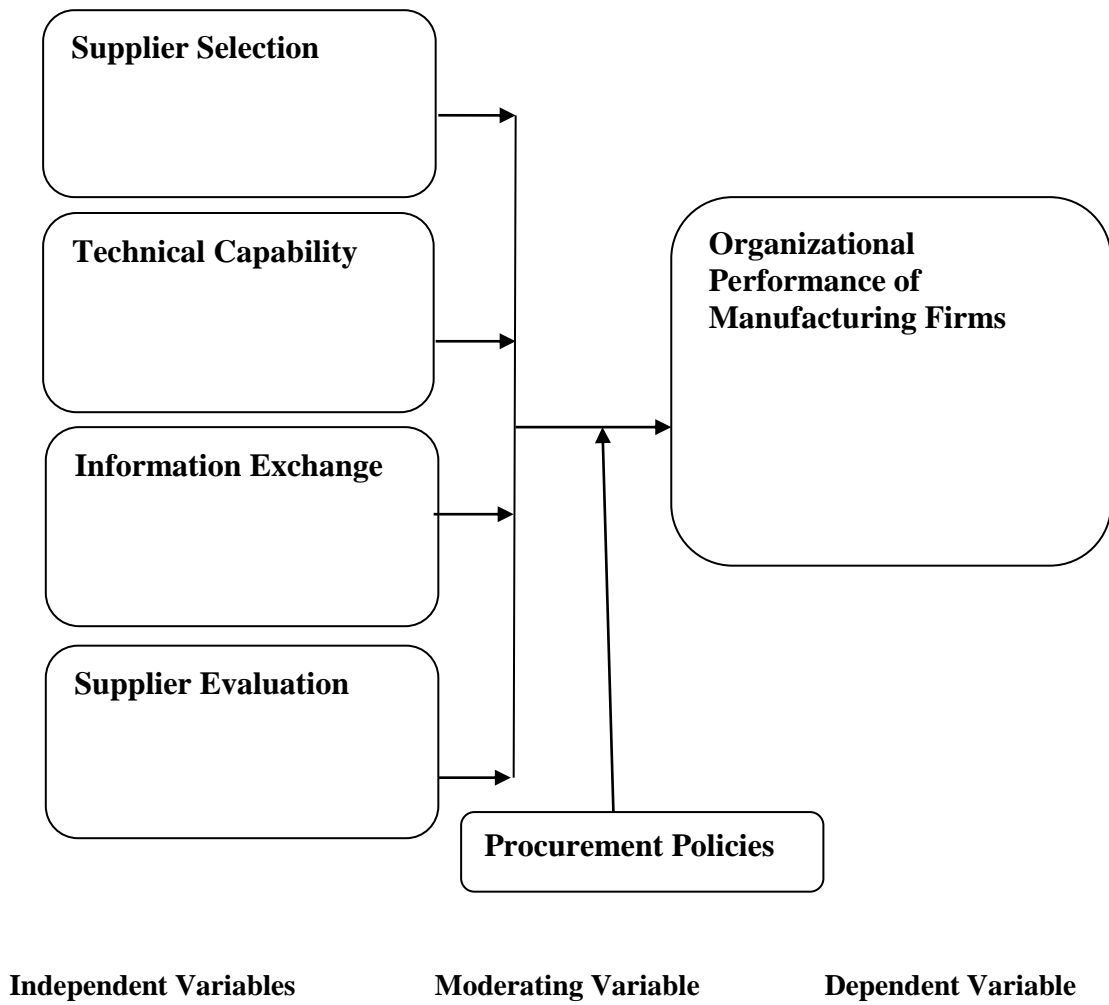 Supplier Selection
Technical Capability
Organizational
Performance of
Manufacturing Firms
Information Exchange
Supplier Evaluation
Procurement Policies
Independent Variables
Moderating Variable
Dependent Variable